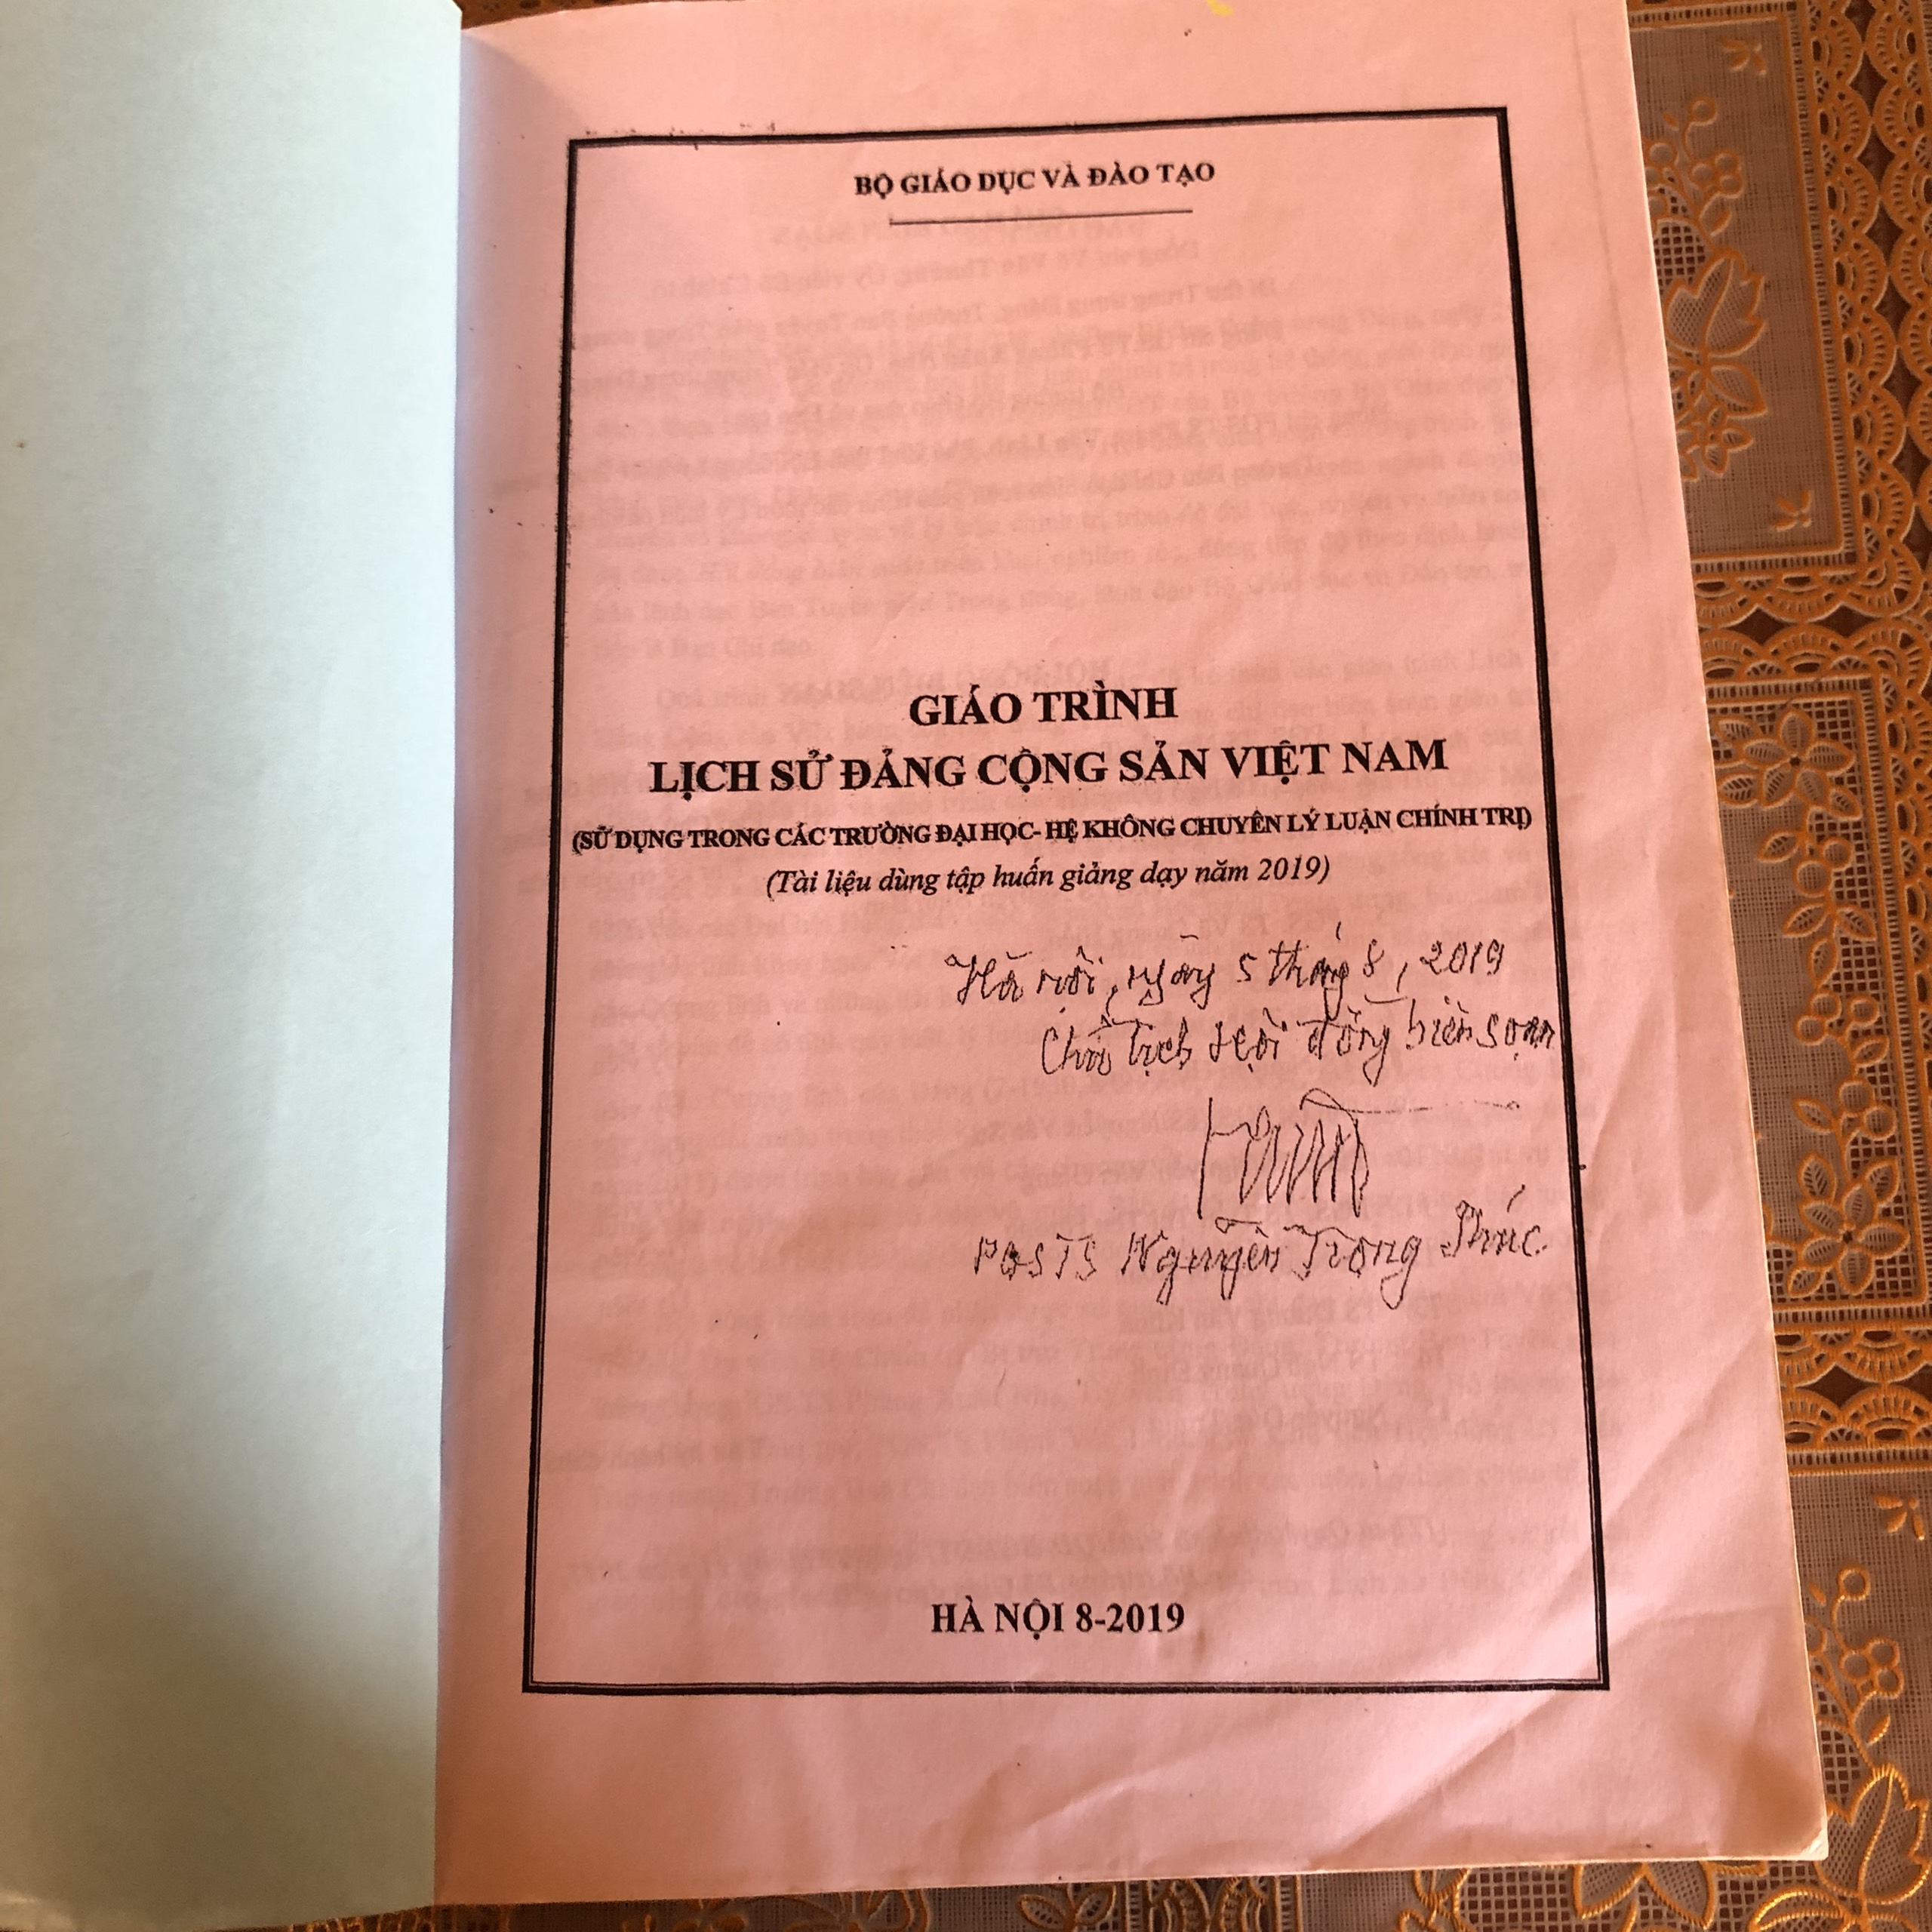 BỘ GIÁO DỤC VÀ ĐÀO TẠO
GIÁO TRÌNH
LỊCH SỬ ĐẢNG CỘNG SẢN VIỆT NAM
(SỬ DỤNG TRONG CÁC TRƯỜNG ĐẠI HỌC- HỆ KHÔNG CHUYÊN LÝ LUẬN CHÍNH TRỊ)
(Tài liệu dùng tập huấn giảng dạy năm 2019)
Hà nội, ngày 5 tháng 8, 2019
Chủ tịch Hội đồng biên soạn
PGS TS Nguyễn Trọng Phúc
HÀ NỘI 8-2019